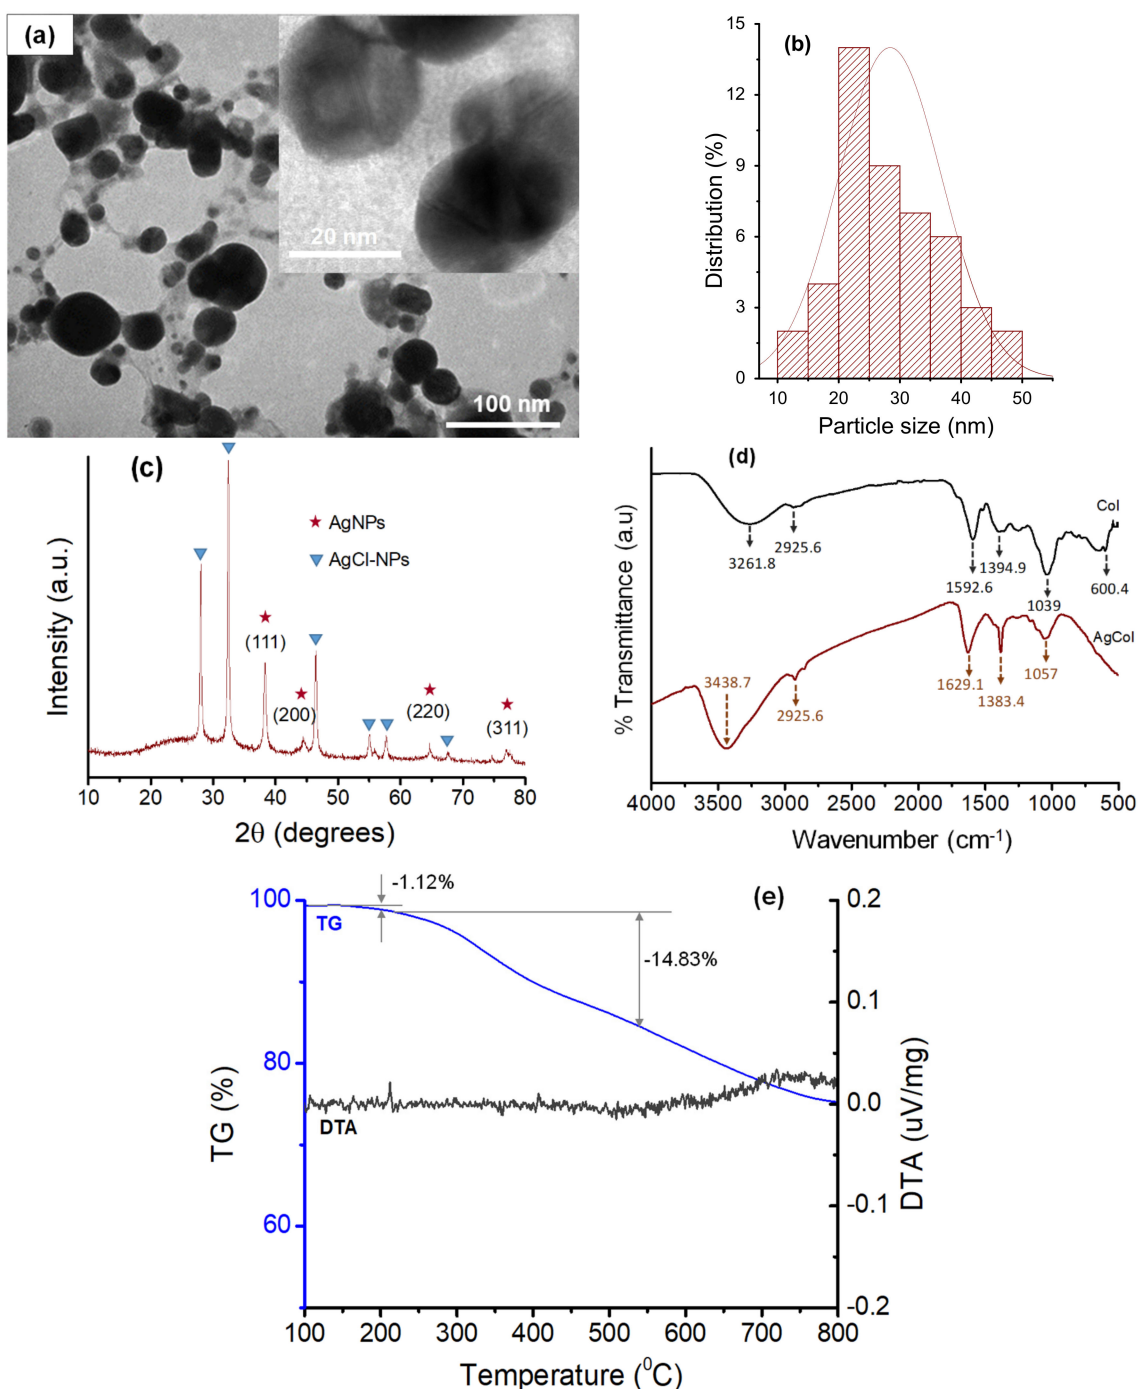 (a)
20 nm
100 nm
(b)
15
12
9
6
3
0
10 20 30 40 50
Distribution (%)
Particle size (nm)
(c)
AgNPs
AgCl-NPs
(111)
(200)
(220)
(311)
Intensity (a.u.)
10 20 30 40 50 60 70 80
2θ (degrees)
(d)
Col
3261.8
2925.6
1592.6
1394.9
1039
600.4
AgCol
3438.7
2925.6
1629.1
1383.4
1057
% Transmittance (a.u)
4000 3500 3000 2500 2000 1500 1000 500
Wavenumber (cm⁻¹)
(e)
-1.12%
TG
-14.83%
DTA
100
80
60
TG (%)
0.2
0.1
0.0
-0.1
-0.2
DTA (uV/mg)
100 200 300 400 500 600 700 800
Temperature (⁰C)